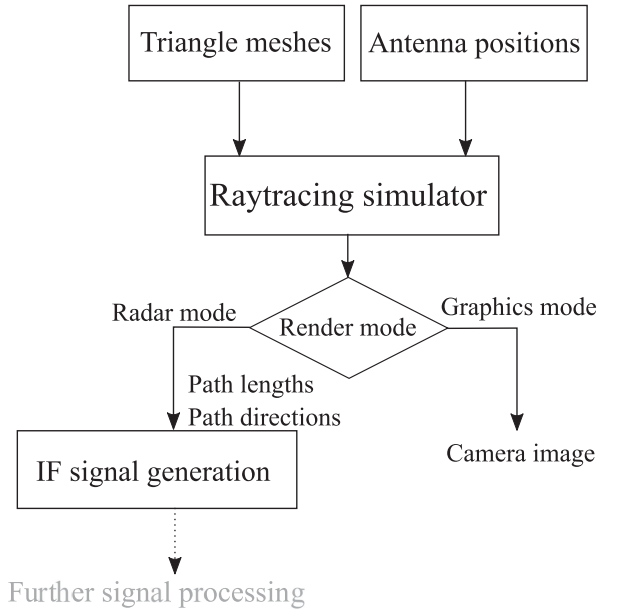 Triangle meshes
Antenna positions
Raytracing simulator
Render mode
Radar mode
Graphics mode
Path lengths
Path directions
IF signal generation
Camera image
Further signal processing